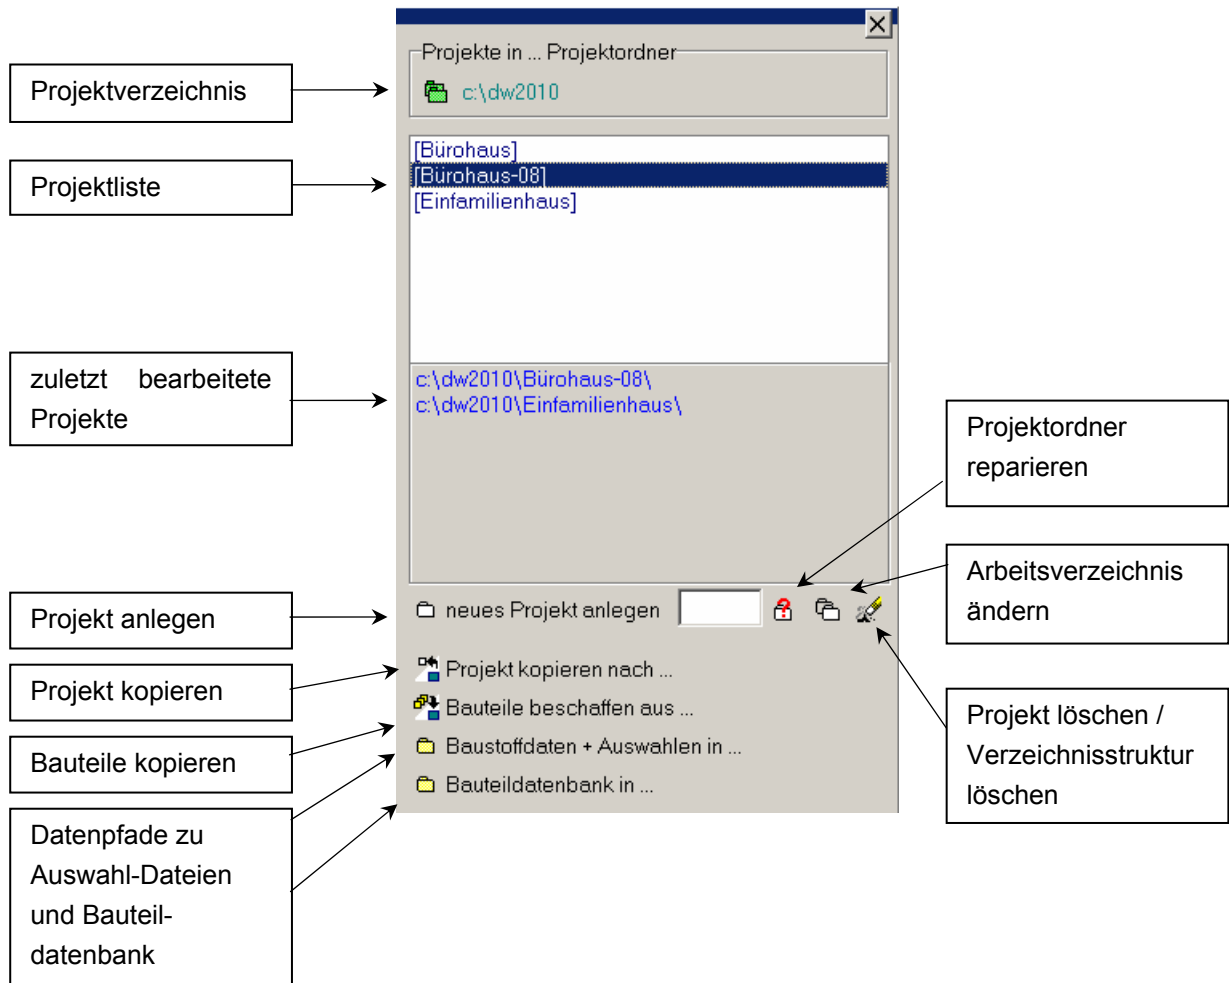 Projekte in ... Projektordner
c:\dw2010
[Bürohaus]
[Bürohaus-08]
[Einfamilienhaus]
c:\dw2010\Bürohaus-08\
c:\dw2010\Einfamilienhaus\
neues Projekt anlegen
Projekt kopieren nach ...
Bauteile beschaffen aus ...
Baustoffdaten + Auswahlen in ...
Bauteildatenbank in ...
Projektverzeichnis
Projektliste
zuletzt bearbeitete
Projekte
Projekt anlegen
Projekt kopieren
Bauteile kopieren
Datenpfade zu
Auswahl-Dateien
und Bauteil-
datenbank
Projektordner
reparieren
Arbeitsverzeichnis
ändern
Projekt löschen /
Verzeichnisstruktur
löschen